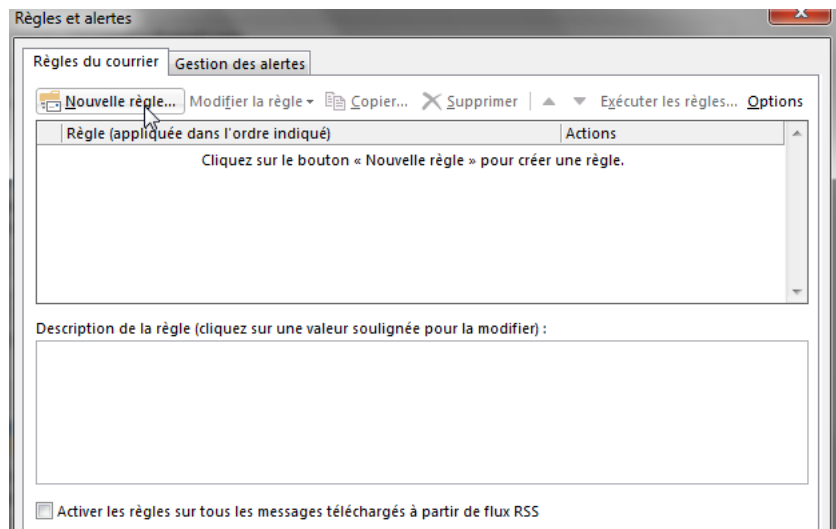 Règles et alertes
Règles du courrier Gestion des alertes
Nouvelle règle... Modifier la règle Copier... Supprimer Exécuter les règles... Options
Règle (appliquée dans l'ordre indiqué) Actions
Cliquez sur le bouton « Nouvelle règle » pour créer une règle.
Description de la règle (cliquez sur une valeur soulignée pour la modifier) :
Activer les règles sur tous les messages téléchargés à partir de flux RSS